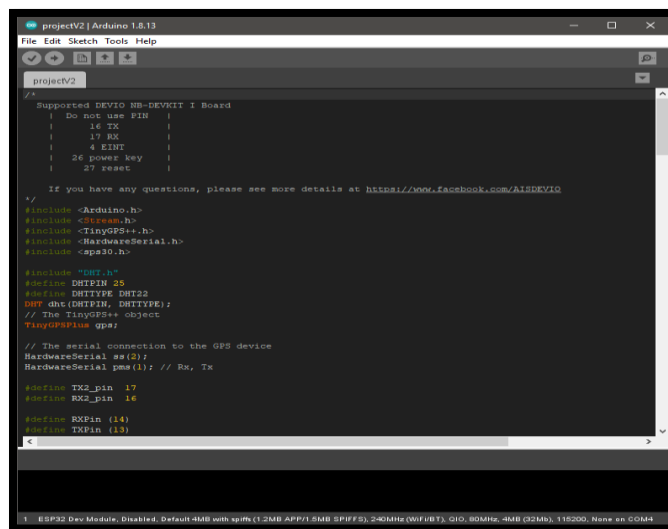 projectV2 | Arduino 1.8.13
File Edit Sketch Tools Help
projectV2
/*
Supported DEVIO NB-DEVKIT I Board
| Do not use PIN |
| 16 TX |
| 17 RX |
| 4 EINT |
| 26 power key |
| 27 reset |
If you have any questions, please see more details at https://www.facebook.com/AISDEVIO
*/
#include <Arduino.h>
#include <Stream.h>
#include <TinyGPS++.h>
#include <HardwareSerial.h>
#include <sps30.h>
#include "DHT.h"
#define DHTPIN 25
#define DHTTYPE DHT22
DHT dht(DHTPIN, DHTTYPE);
// The TinyGPS++ object
TinyGPSPlus gps;
// The serial connection to the GPS device
HardwareSerial ss(2);
HardwareSerial pms(1); // Rx, Tx
#define TX2_pin 17
#define RX2_pin 16
#define RXPin (14)
#define TXPin (13)
1 ESP32 Dev Module, Disabled, Default 4MB with spiffs (1.2MB APP/1.5MB SPIFFS), 240MHz (WiFi/BT), QIO, 80MHz, 4MB (32Mb), 115200, None on COM4